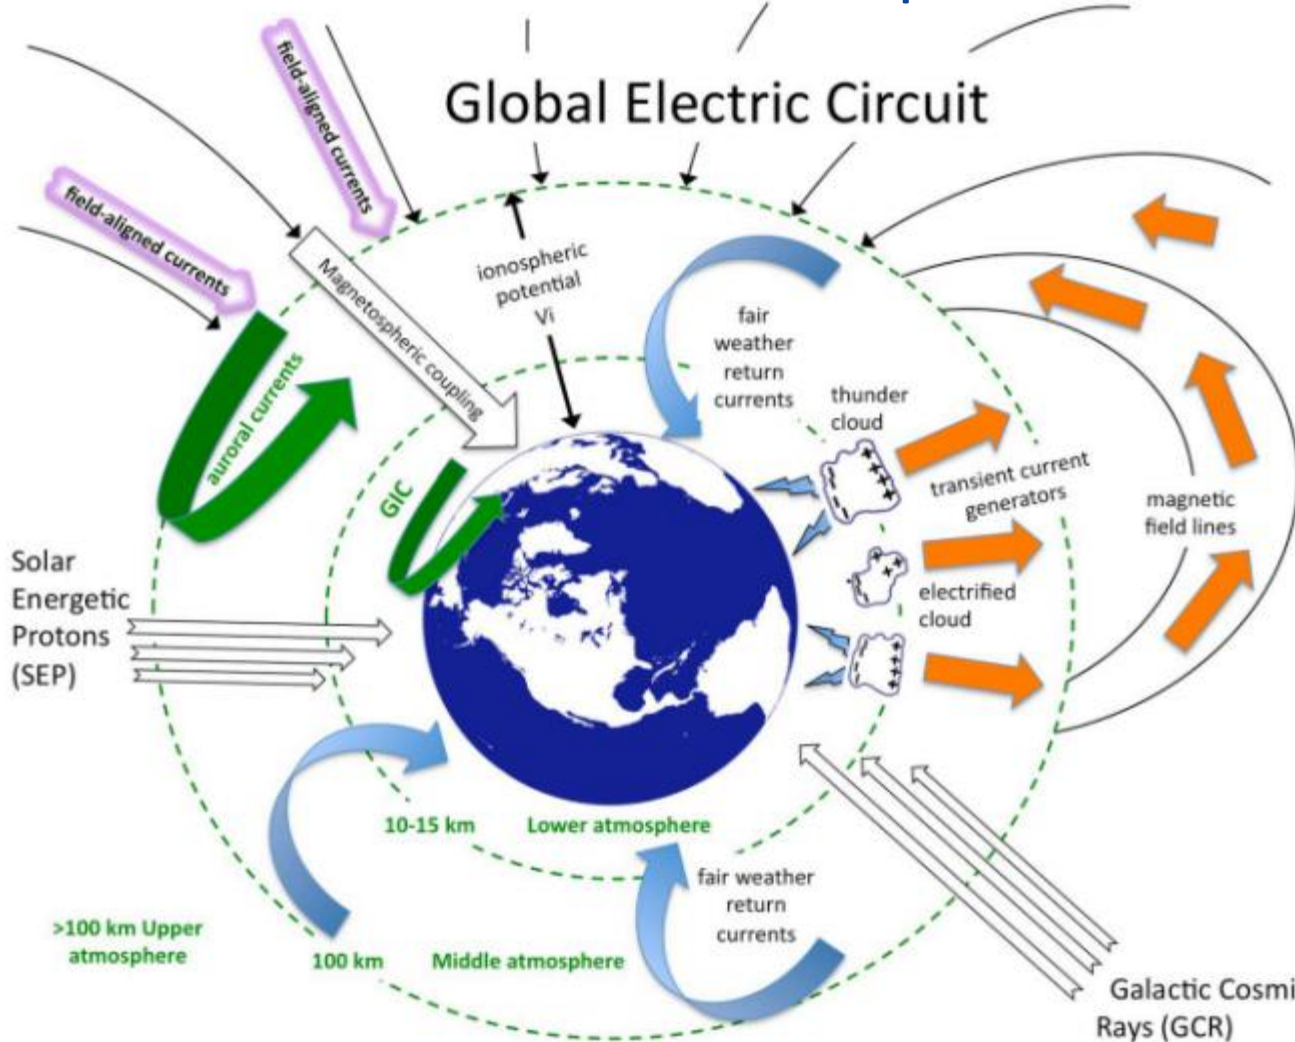 Global Electric Circuit
field-aligned currents
field-aligned currents
Magnetospheric coupling
ionospheric
potential
Vi
fair
weather
return
currents
thunder
cloud
auroral currents
GIC
transient current
generators
magnetic
field lines
electrified
cloud
Solar
Energetic
Protons
(SEP)
10-15 km
Lower atmosphere
fair weather
return
currents
>100 km Upper
atmosphere
100 km
Middle atmosphere
Galactic Cosmi
Rays (GCR)